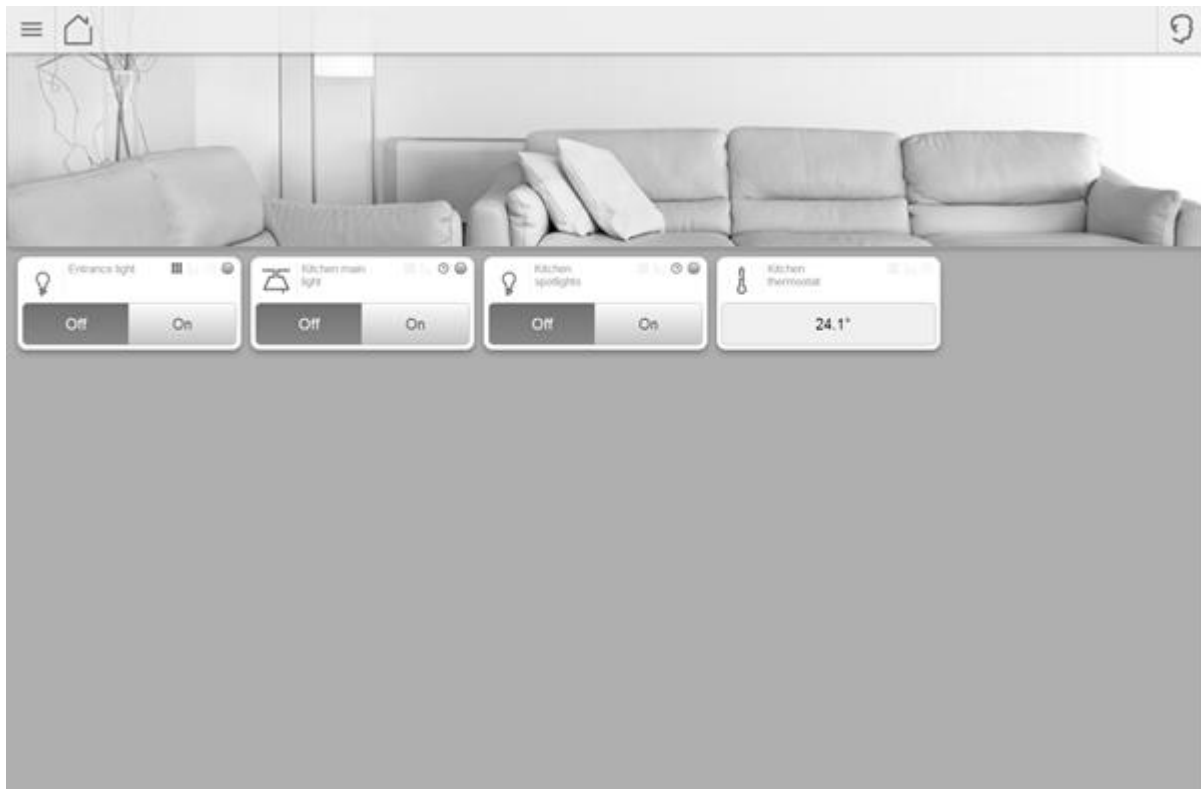 Entrance light
Off On
Kitchen main
light
Off On
Kitchen
spotlights
Off On
Kitchen
thermostat
24.1°